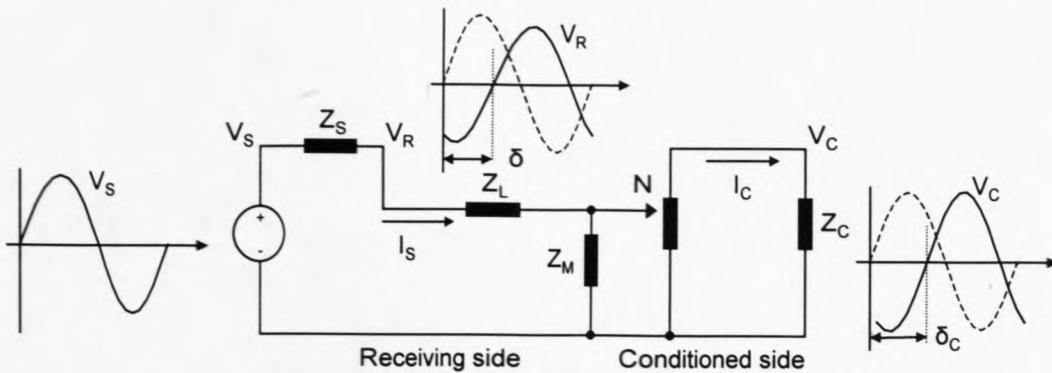 V_R
δ
V_S
Z_S
V_R
V_S
+
-
Z_L
I_S
Z_M
N
I_C
V_C
Z_C
V_C
δ_C
Receiving side
Conditioned side